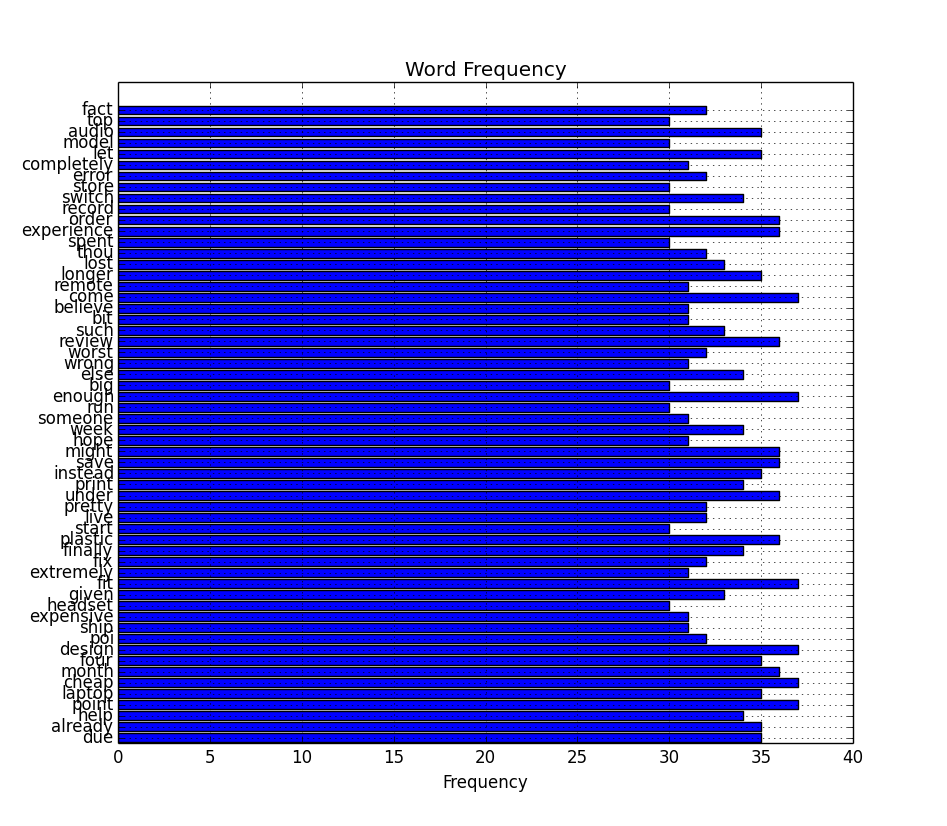 Word Frequency
fact
top
audio
model
let
completely
error
store
switch
record
order
experience
spent
thou
lost
longer
remote
come
believe
bit
such
review
worst
wrong
else
big
enough
run
someone
week
hope
might
save
instead
print
under
pretty
live
start
plastic
finally
fix
extremely
fit
given
headset
expensive
ship
poi
design
four
month
cheap
laptop
point
help
already
due
0 5 10 15 20 25 30 35 40
Frequency